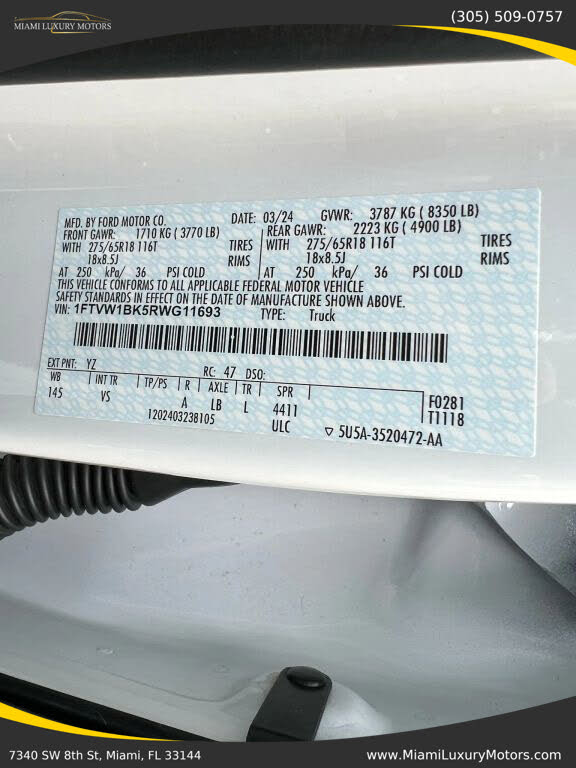 MIAMI LUXURY MOTORS
(305) 509-0757
MFD. BY FORD MOTOR CO. DATE: 03/24 GVWR: 3787 KG ( 8350 LB)
FRONT GAWR: 1710 KG ( 3770 LB) REAR GAWR: 2223 KG ( 4900 LB)
WITH 275/65R18 116T TIRES WITH 275/65R18 116T TIRES
18x8.5J RIMS 18x8.5J RIMS
AT 250 kPa/ 36 PSI COLD AT 250 kPa/ 36 PSI COLD
THIS VEHICLE CONFORMS TO ALL APPLICABLE FEDERAL MOTOR VEHICLE
SAFETY STANDARDS IN EFFECT ON THE DATE OF MANUFACTURE SHOWN ABOVE.
VIN: 1FTVW1BK5RWG11693 TYPE: Truck
EXT PNT: YZ RC: 47 DSO:
WB INT TR TP/PS R AXLE TR SPR
145 VS A LB L 4411 F0281
1202403238105 ULC T1118
▽ 5U5A-3520472-AA
7340 SW 8th St, Miami, FL 33144
www.MiamiLuxuryMotors.com